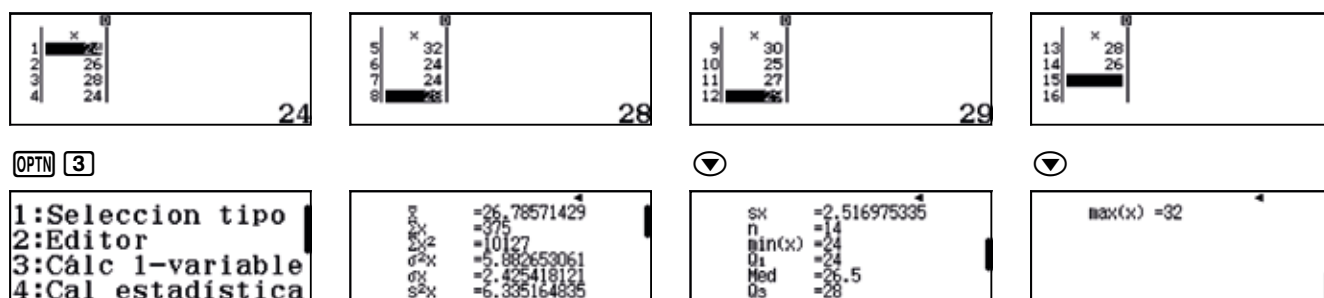 x
1 24
2 26
3 28
4 24
24
x
5 32
6 24
7 24
8 28
28
x
9 30
10 25
11 27
12 29
29
x
13 28
14 26
15
16
OPTN 3
1:Seleccion tipo
2:Editor
3:Cálc 1-variable
4:Cal estadística
x̄ =26.78571429
Σx =375
Σx² =10127
σ²x =5.882653061
σx =2.425418121
s²x =6.335164835
sx =2.516975335
n =14
min(x) =24
Q₁ =24
Med =26.5
Q₃ =28
max(x) =32